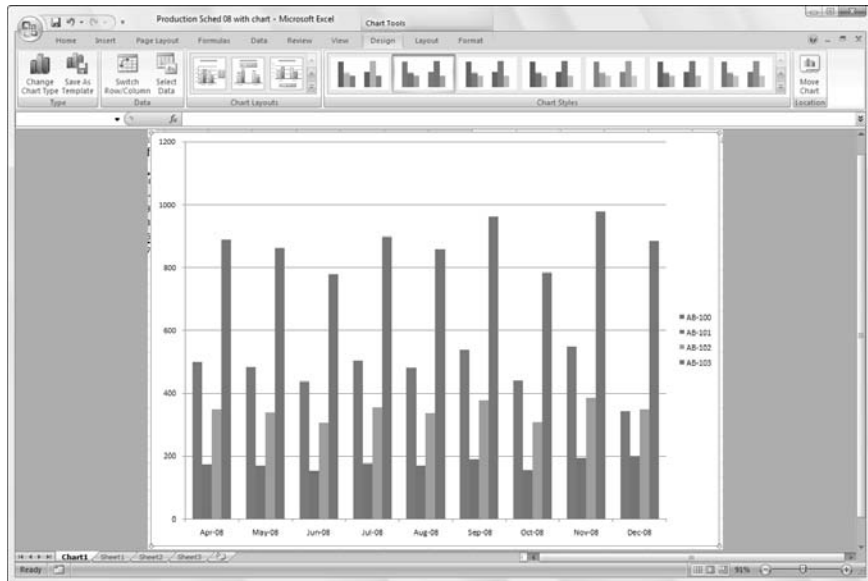 Production Sched 08 with chart - Microsoft Excel
Chart Tools
Home Insert Page Layout Formulas Data Review View Design Layout Format
Change Chart Type
Save As Template
Switch Row/Column
Select Data
Move Chart
Type
Data
Chart Layouts
Chart Styles
Location
fx
1200
1000
800
600
400
200
0
AB-100
AB-101
AB-102
AB-103
Apr-08 May-08 Jun-08 Jul-08 Aug-08 Sep-08 Oct-08 Nov-08 Dec-08
Chart1 Sheet1 Sheet2 Sheet3
Ready
91%